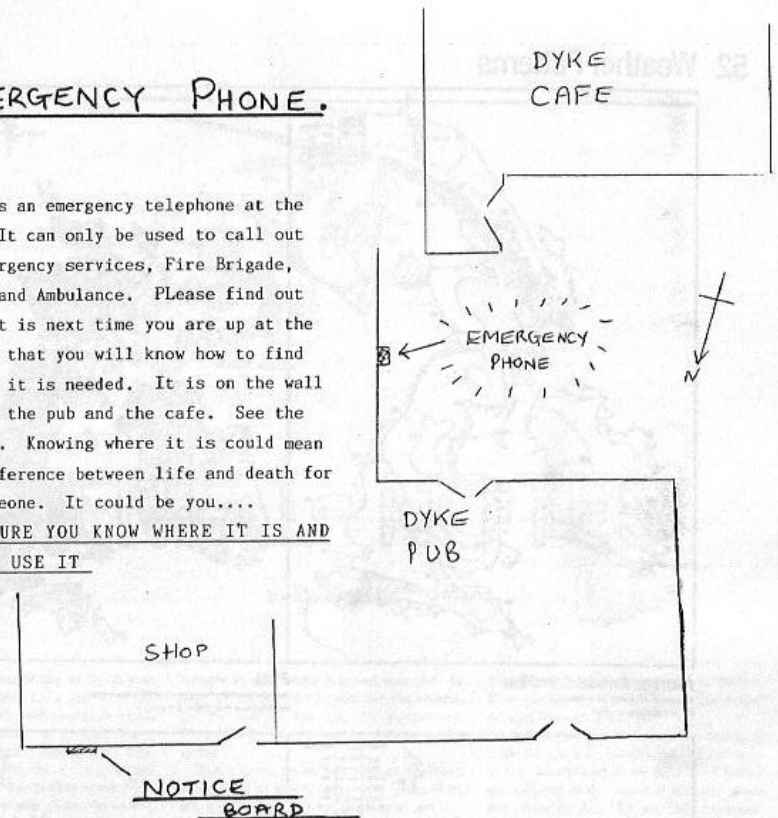 ERGENCY PHONE.
s an emergency telephone at the
It can only be used to call out
rgency services, Fire Brigade,
and Ambulance. PLease find out
t is next time you are up at the
that you will know how to find
it is needed. It is on the wall
the pub and the cafe. See the
. Knowing where it is could mean
ference between life and death for
eone. It could be you....
URE YOU KNOW WHERE IT IS AND
USE IT
DYKE
CAFE
EMERGENCY
PHONE
N
DYKE
PUB
SHOP
NOTICE
BOARD
52 Weather Patterns